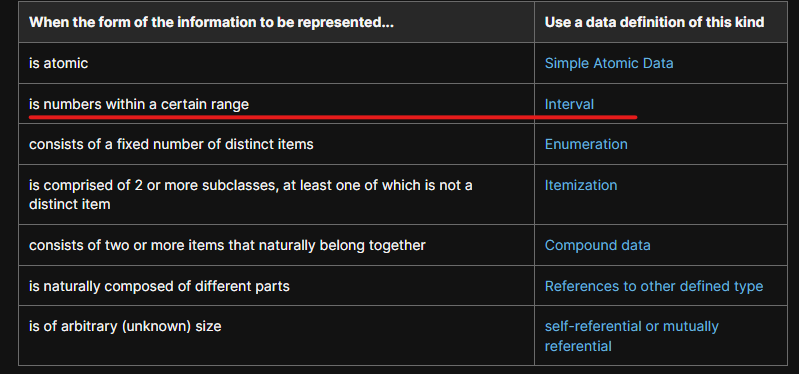 When the form of the information to be represented... Use a data definition of this kind
is atomic Simple Atomic Data
is numbers within a certain range Interval
consists of a fixed number of distinct items Enumeration
is comprised of 2 or more subclasses, at least one of which is not a Itemization
distinct item
consists of two or more items that naturally belong together Compound data
is naturally composed of different parts References to other defined type
is of arbitrary (unknown) size self-referential or mutually
referential